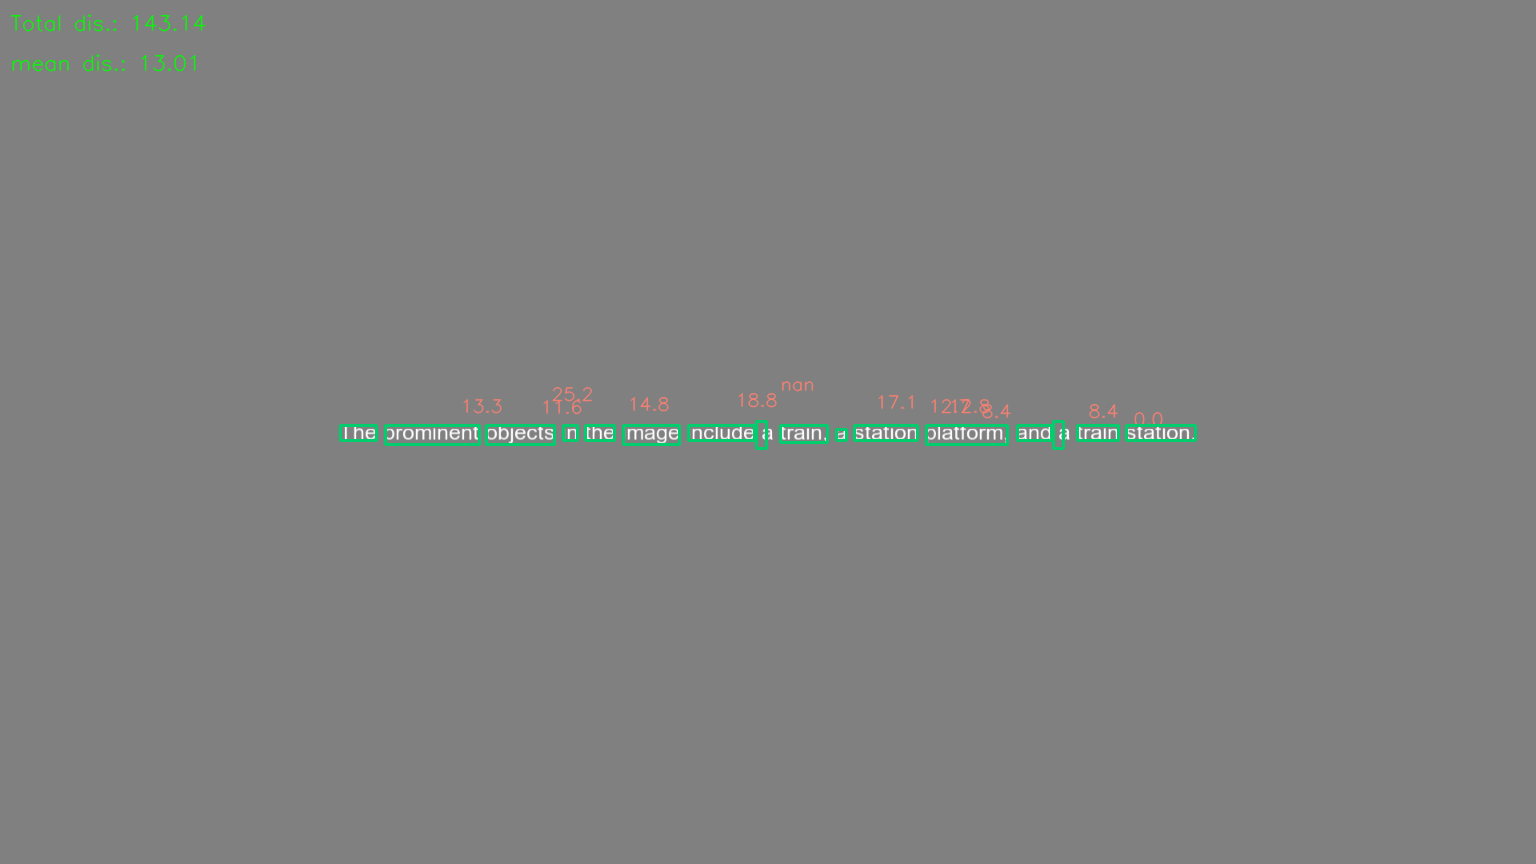 Total dis.: 143.14
mean dis.: 13.01
nan
25.2
13.3 11.6 14.8 18.8 17.1 12.8 8.4 8.4 0.0
The prominent objects in the image include a train, a station platform, and a train station.